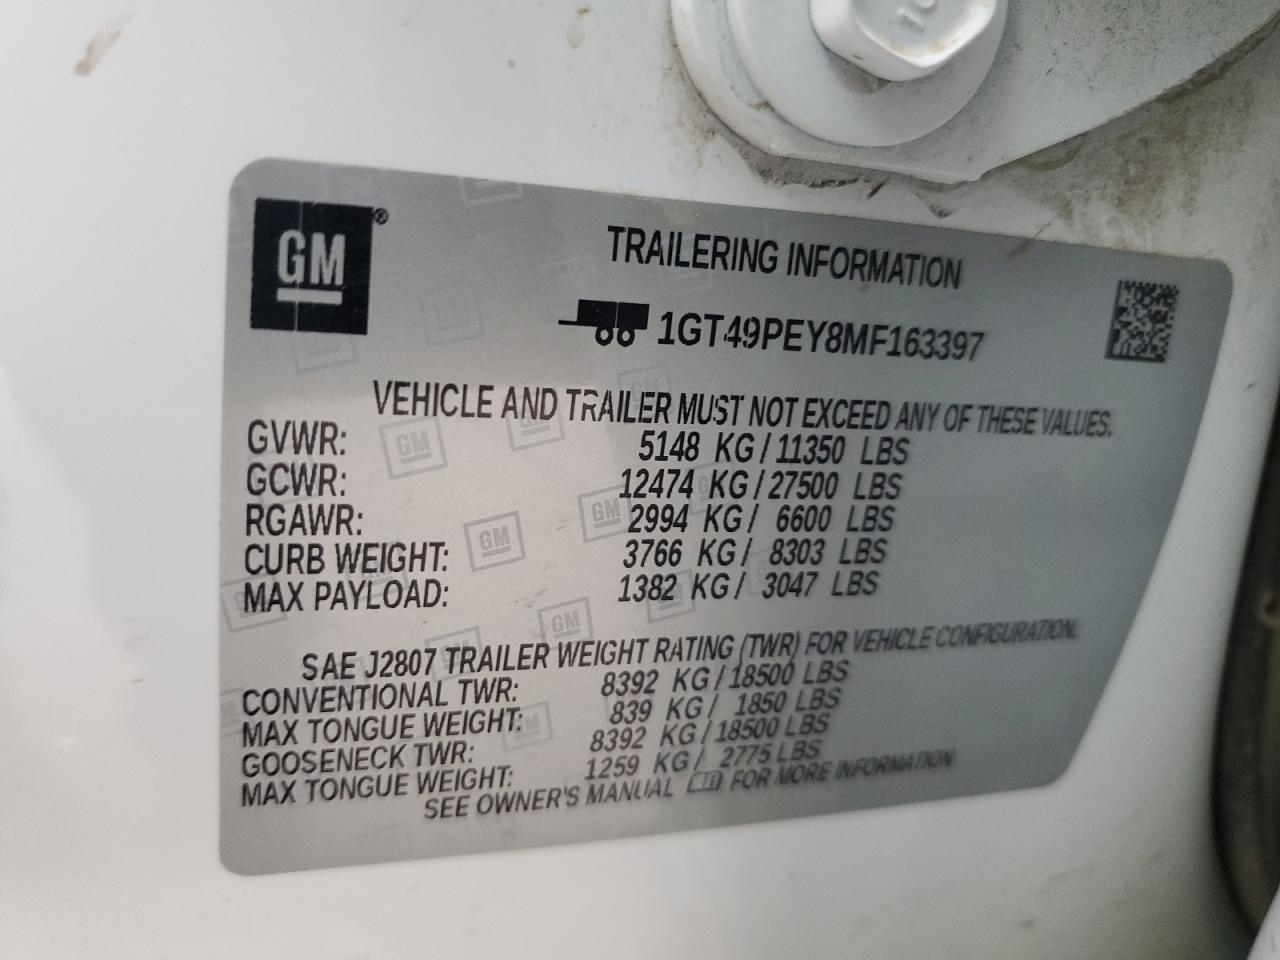 GM®
TRAILERING INFORMATION
1GT49PEY8MF163397
VEHICLE AND TRAILER MUST NOT EXCEED ANY OF THESE VALUES.
GVWR: 5148 KG/11350 LBS
GCWR: 12474 KG/27500 LBS
RGAWR: 2994 KG/ 6600 LBS
CURB WEIGHT: 3766 KG/ 8303 LBS
MAX PAYLOAD: 1382 KG/ 3047 LBS
SAE J2807 TRAILER WEIGHT RATING (TWR) FOR VEHICLE CONFIGURATION.
CONVENTIONAL TWR: 8392 KG/18500 LBS
MAX TONGUE WEIGHT: 839 KG/ 1850 LBS
GOOSENECK TWR: 8392 KG/18500 LBS
MAX TONGUE WEIGHT: 1259 KG/ 2775 LBS
SEE OWNER'S MANUAL FOR MORE INFORMATION